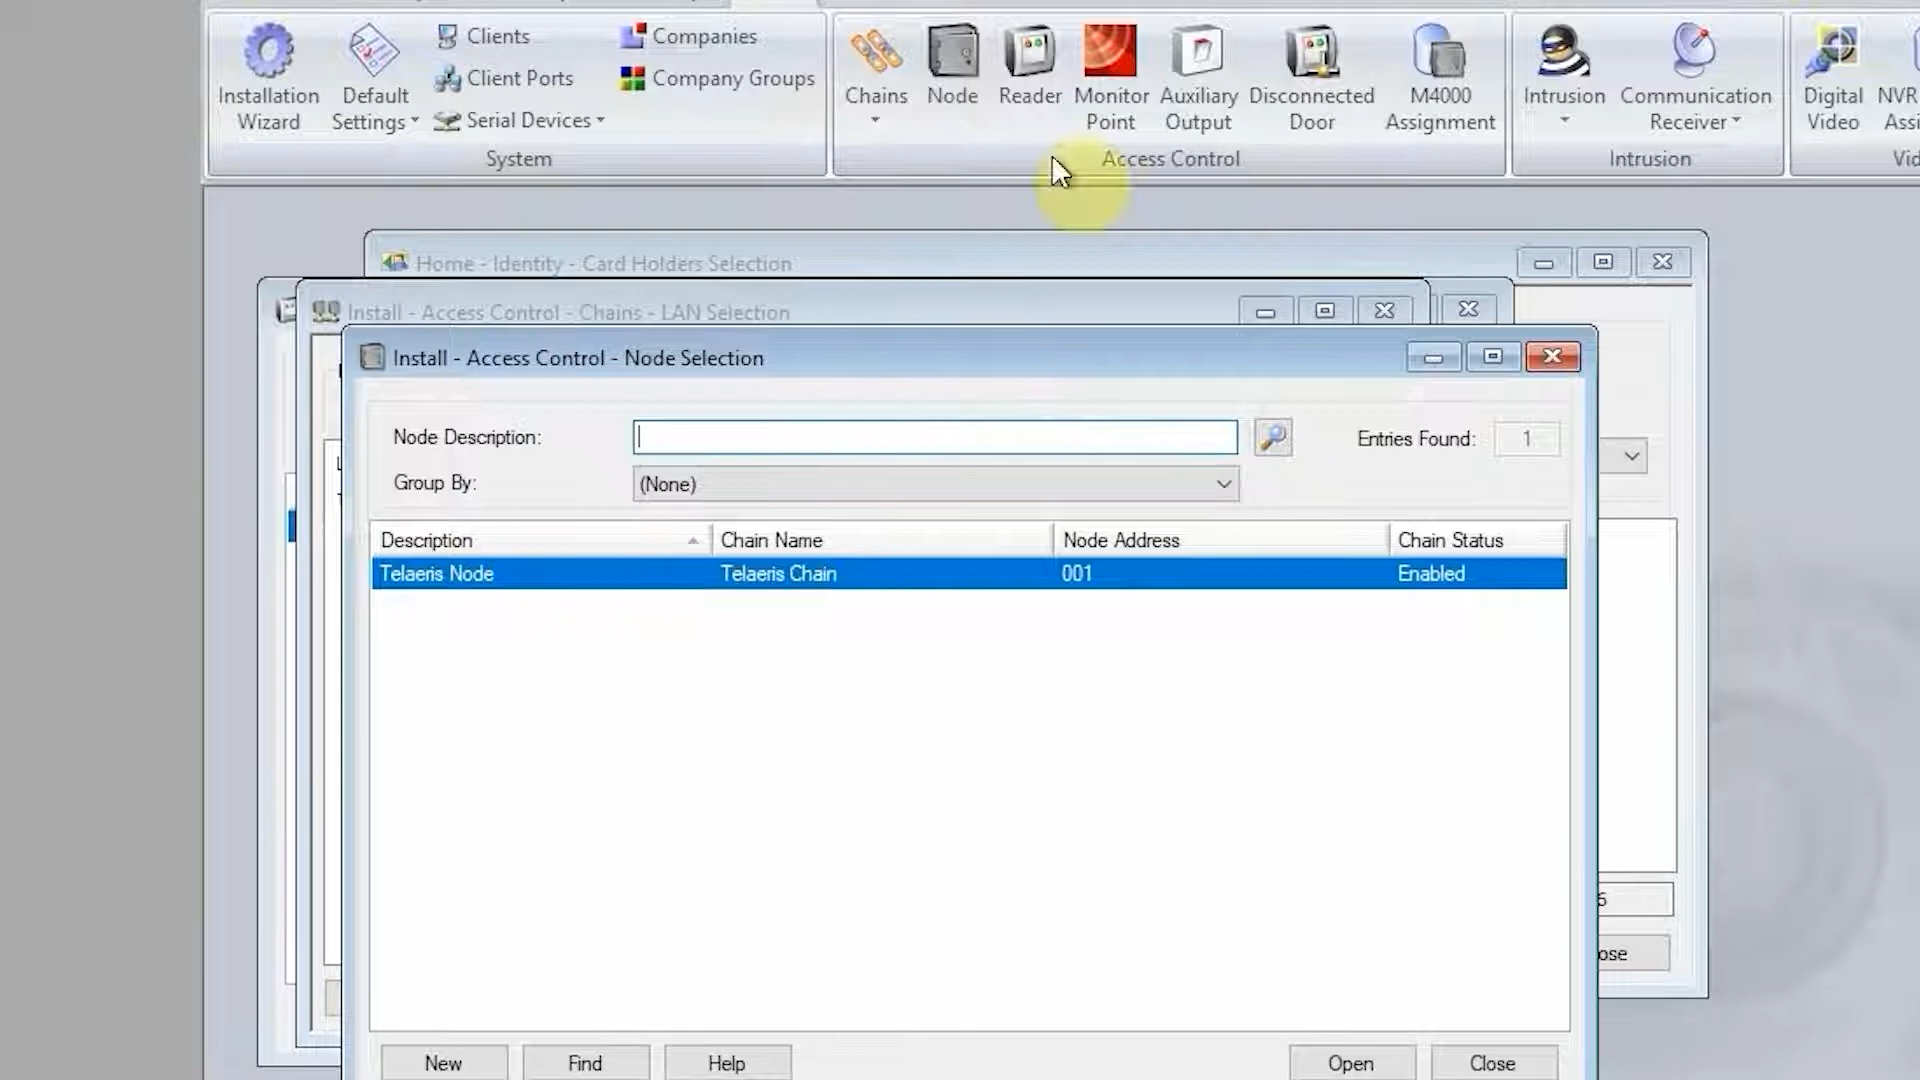 Clients
Companies
Client Ports
Company Groups
Serial Devices
Installation
Wizard
Default
Settings
System
Chains
Node
Reader
Monitor
Point
Auxiliary
Output
Disconnected
Door
M4000
Assignment
Access Control
Intrusion
Communication
Receiver
Intrusion
Digital
Video
NVR
Home - Identity - Card Holders Selection
Install - Access Control - Chains - LAN Selection
Install - Access Control - Node Selection
Node Description:
Entries Found: 1
Group By: (None)
Description Chain Name Node Address Chain Status
Telaeris Node Telaeris Chain 001 Enabled
New Find Help Open Close